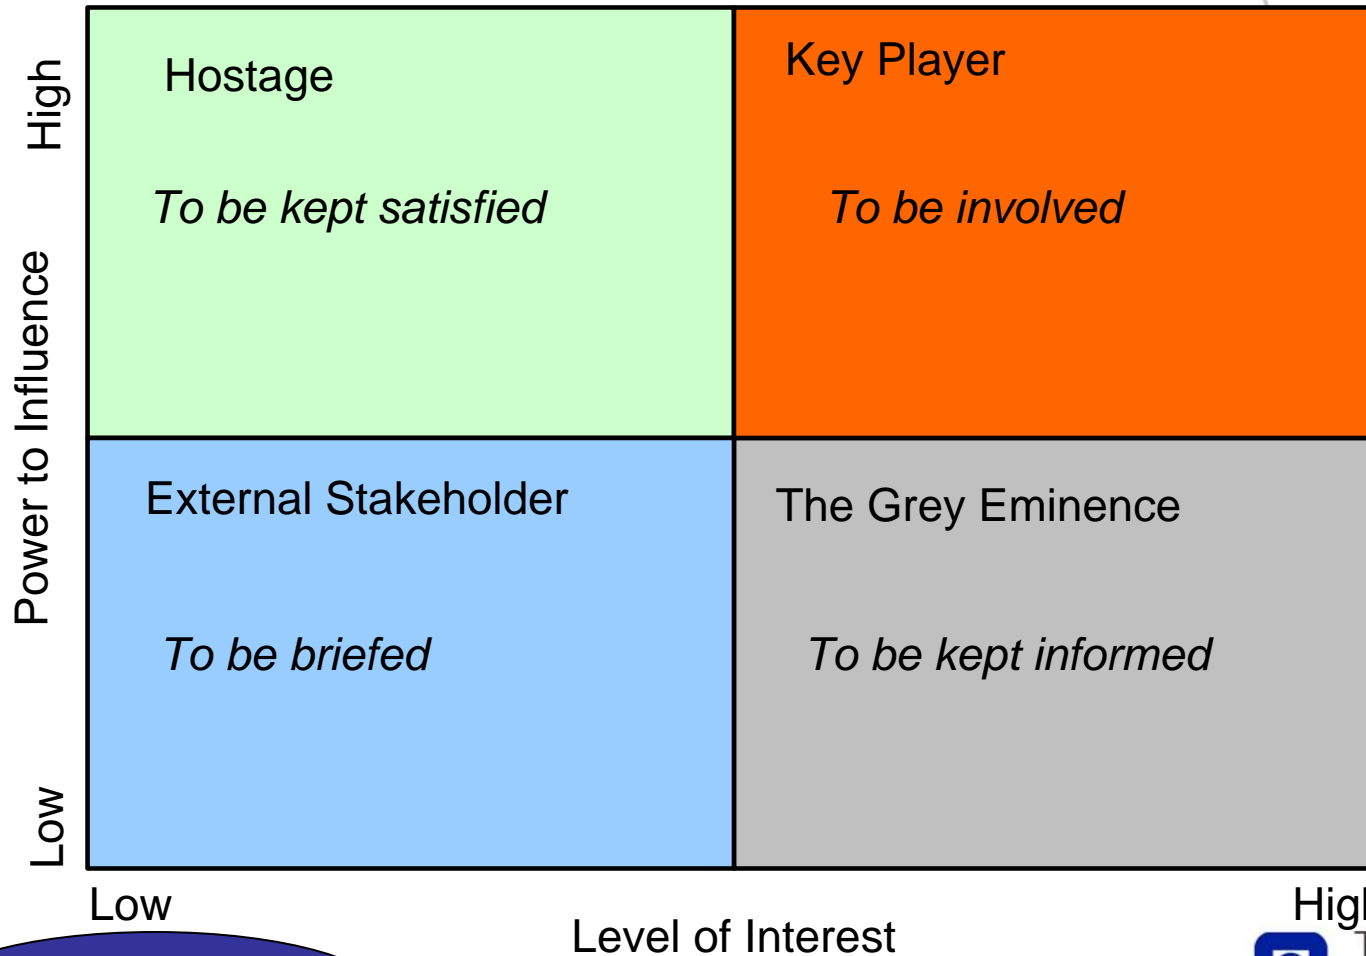 High
Hostage
Key Player
To be kept satisfied
To be involved
Power to Influence
External Stakeholder
The Grey Eminence
To be briefed
To be kept informed
Low
Low
Level of Interest